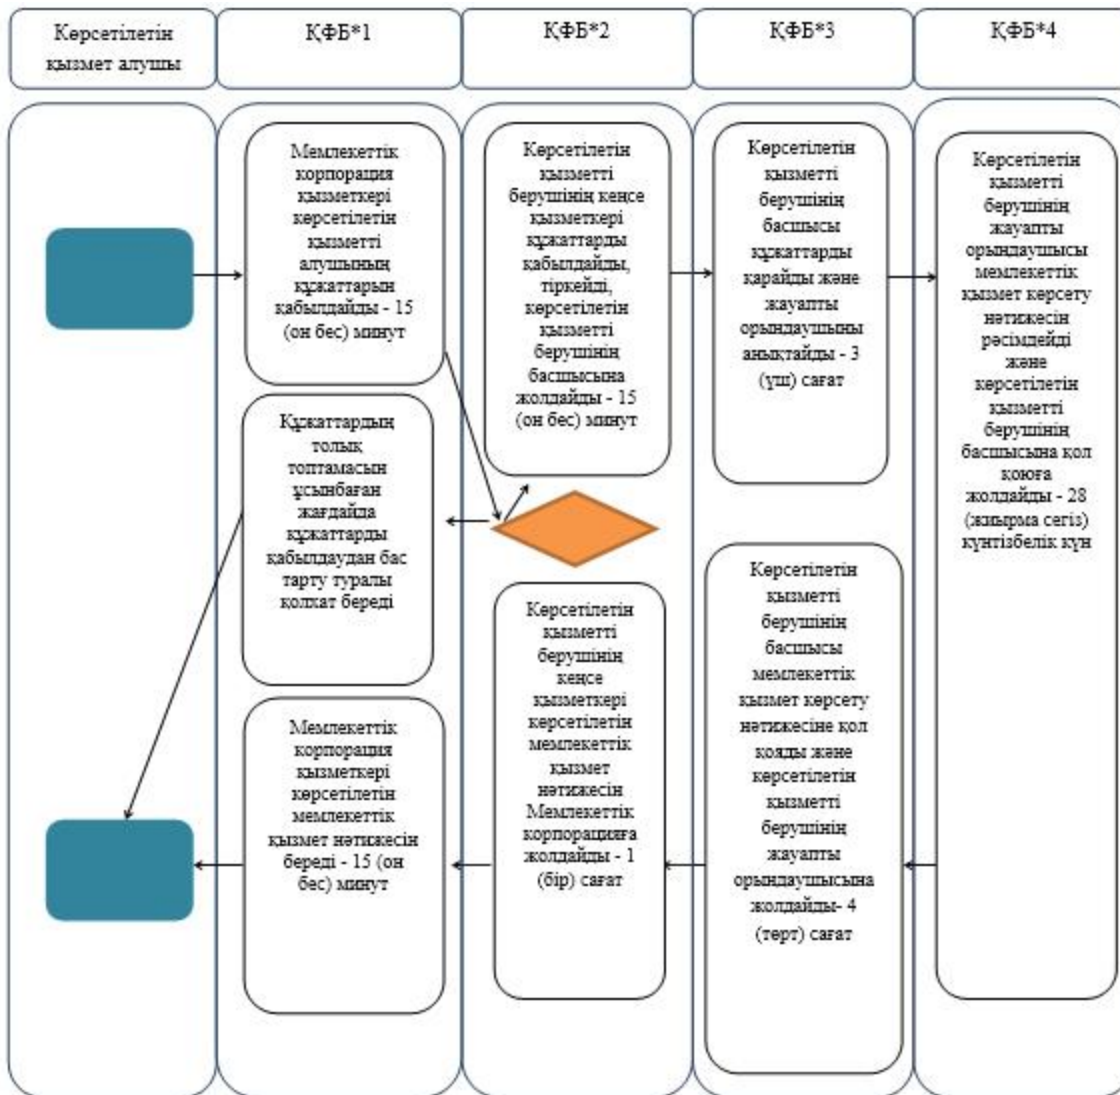 Көрсетілетін
қызмет алушы
ҚФБ*1
ҚФБ*2
ҚФБ*3
ҚФБ*4
Мемлекеттік
корпорация
қызметкері
көрсетілетін
қызметті
алушының
құжаттарын
қабылдайды - 15
(он бес) минут
Құжаттардың
толық
топтамасын
ұсынбаған
жағдайда
құжаттарды
қабылдаудан бас
тарту туралы
қолхат береді
Мемлекеттік
корпорация
қызметкері
көрсетілетін
мемлекеттік
қызмет нәтижесін
береді - 15 (он
бес) минут
Көрсетілетін
қызметті
берушінің кеңсе
қызметкері
құжаттарды
қабылдайды,
тіркейді,
көрсетілетін
қызметті
берушінің
басшысына
жолдайды - 15
(он бес) минут
Көрсетілетін
қызметті
берушінің
кеңсе
қызметкері
көрсетілетін
мемлекеттік
қызмет
нәтижесін
Мемлекеттік
корпорацияға
жолдайды - 1
(бір) сағат
Көрсетілетін
қызметті
берушінің
басшысы
құжаттарды
қарайды және
жауапты
орындаушыны
анықтайды - 3
(үш) сағат
Көрсетілетін
қызметті
берушінің
басшысы
мемлекеттік
қызмет көрсету
нәтижесіне қол
қояды және
көрсетілетін
қызметті
берушінің
жауапты
орындаушысына
жолдайды- 4
(төрт) сағат
Көрсетілетін
қызметті
берушінің
жауапты
орындаушысы
мемлекеттік
қызмет көрсету
нәтижесін
рәсімдейді
және
көрсетілетін
қызметті
берушінің
басшысына қол
қоюға
жолдайды - 28
(жиырма сегіз)
күнтізбелік күн